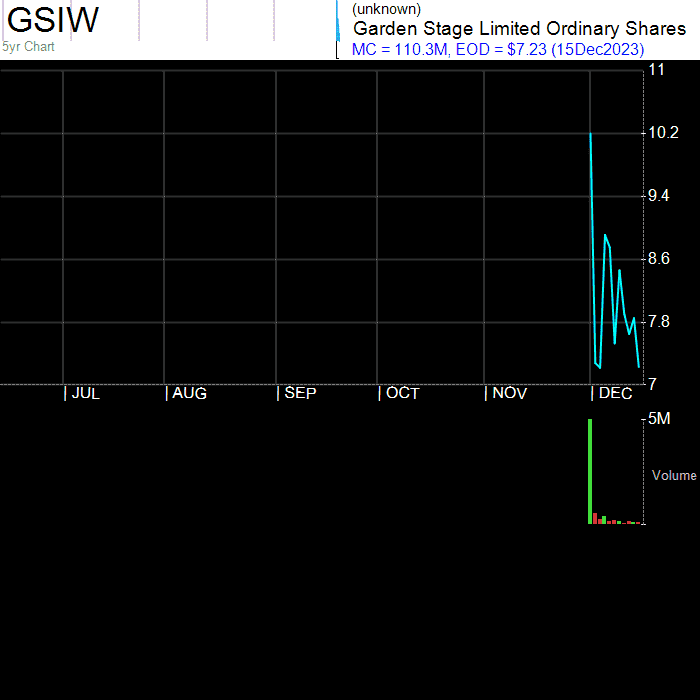 GSIW
5yr Chart
(unknown)
Garden Stage Limited Ordinary Shares
MC = 110.3M, EOD = $7.23 (15Dec2023)
11
10.2
9.4
8.6
7.8
7
| JUL | AUG | SEP | OCT | NOV | DEC
5M
Volume